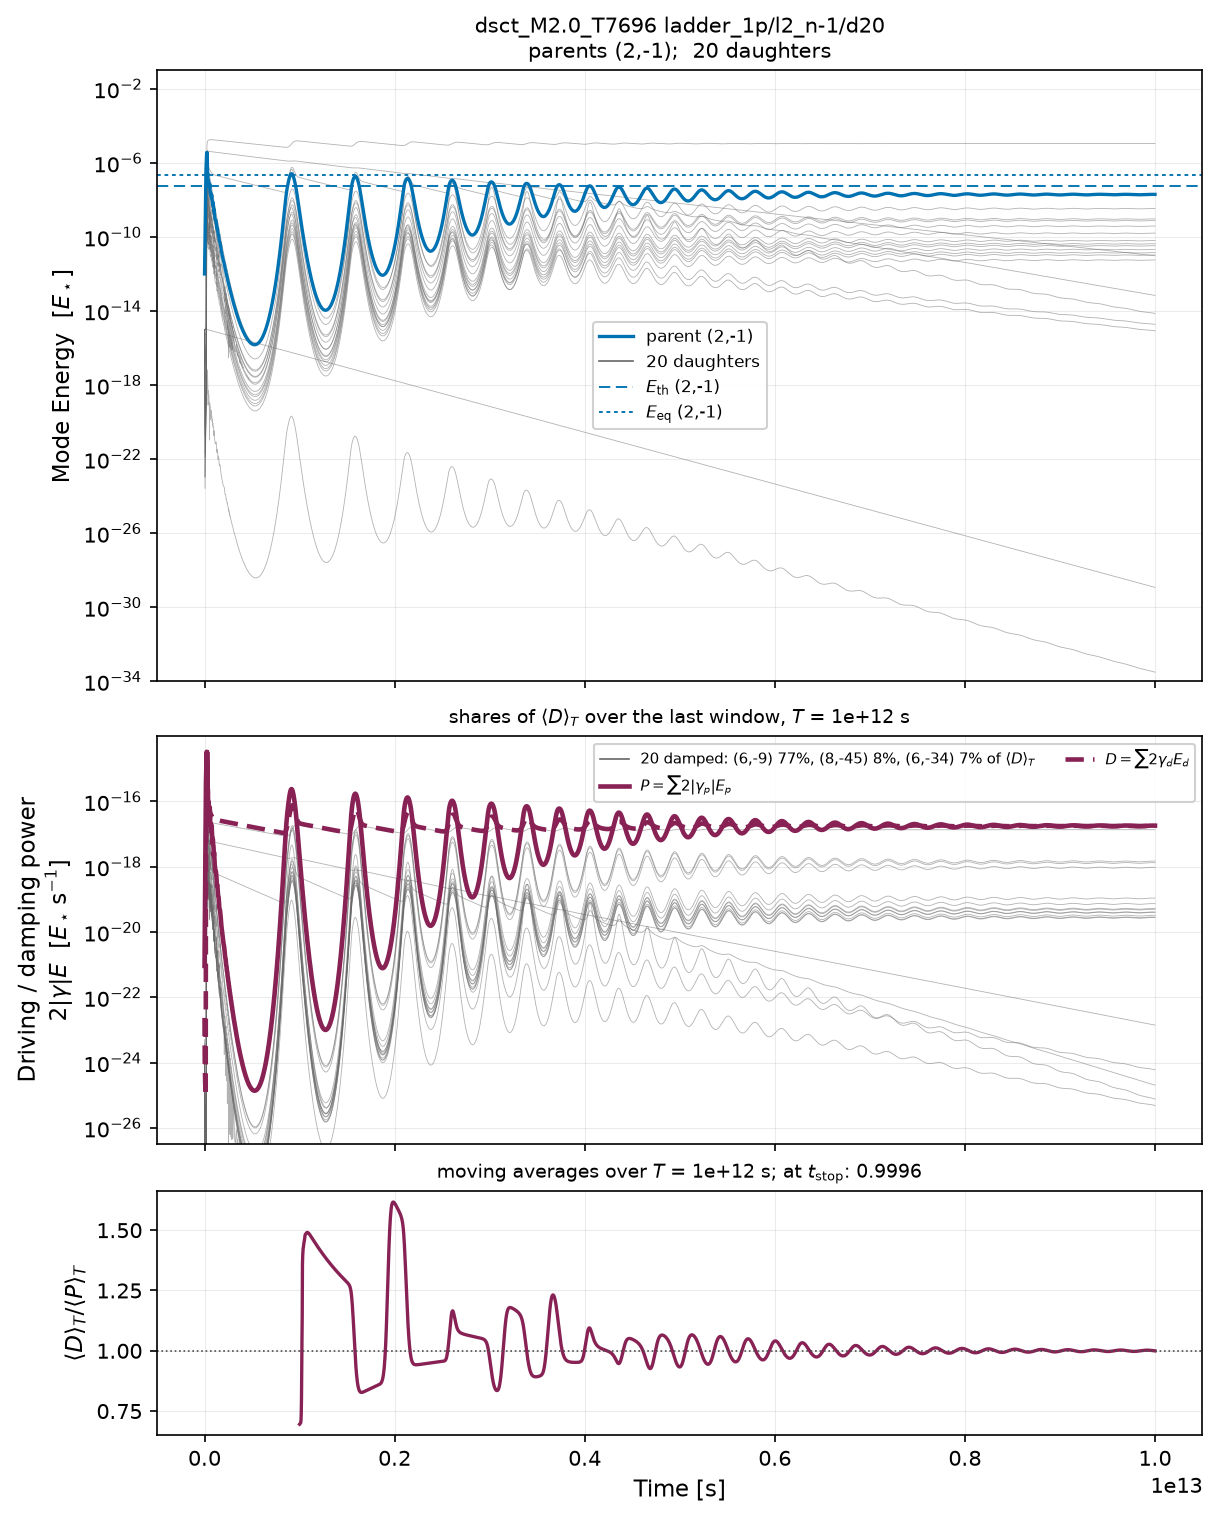 dsct_M2.0_T7696 ladder_1p/l2_n-1/d20
parents (2,-1);  20 daughters
Mode Energy [E⋆]
10⁻²
10⁻⁶
10⁻¹⁰
10⁻¹⁴
10⁻¹⁸
10⁻²²
10⁻²⁶
10⁻³⁰
10⁻³⁴
parent (2,-1)
20 daughters
E_th (2,-1)
E_eq (2,-1)
shares of ⟨D⟩_T over the last window, T = 1e+12 s
Driving / damping power
2|γ|E [E⋆ s⁻¹]
10⁻¹⁶
10⁻¹⁸
10⁻²⁰
10⁻²²
10⁻²⁴
10⁻²⁶
20 damped: (6,-9) 77%, (8,-45) 8%, (6,-34) 7% of ⟨D⟩_T
P = ∑2|γ_p|E_p
D = ∑2γ_dE_d
moving averages over T = 1e+12 s; at t_stop: 0.9996
⟨D⟩_T/⟨P⟩_T
1.50
1.25
1.00
0.75
0.0 0.2 0.4 0.6 0.8 1.0
1e13
Time [s]